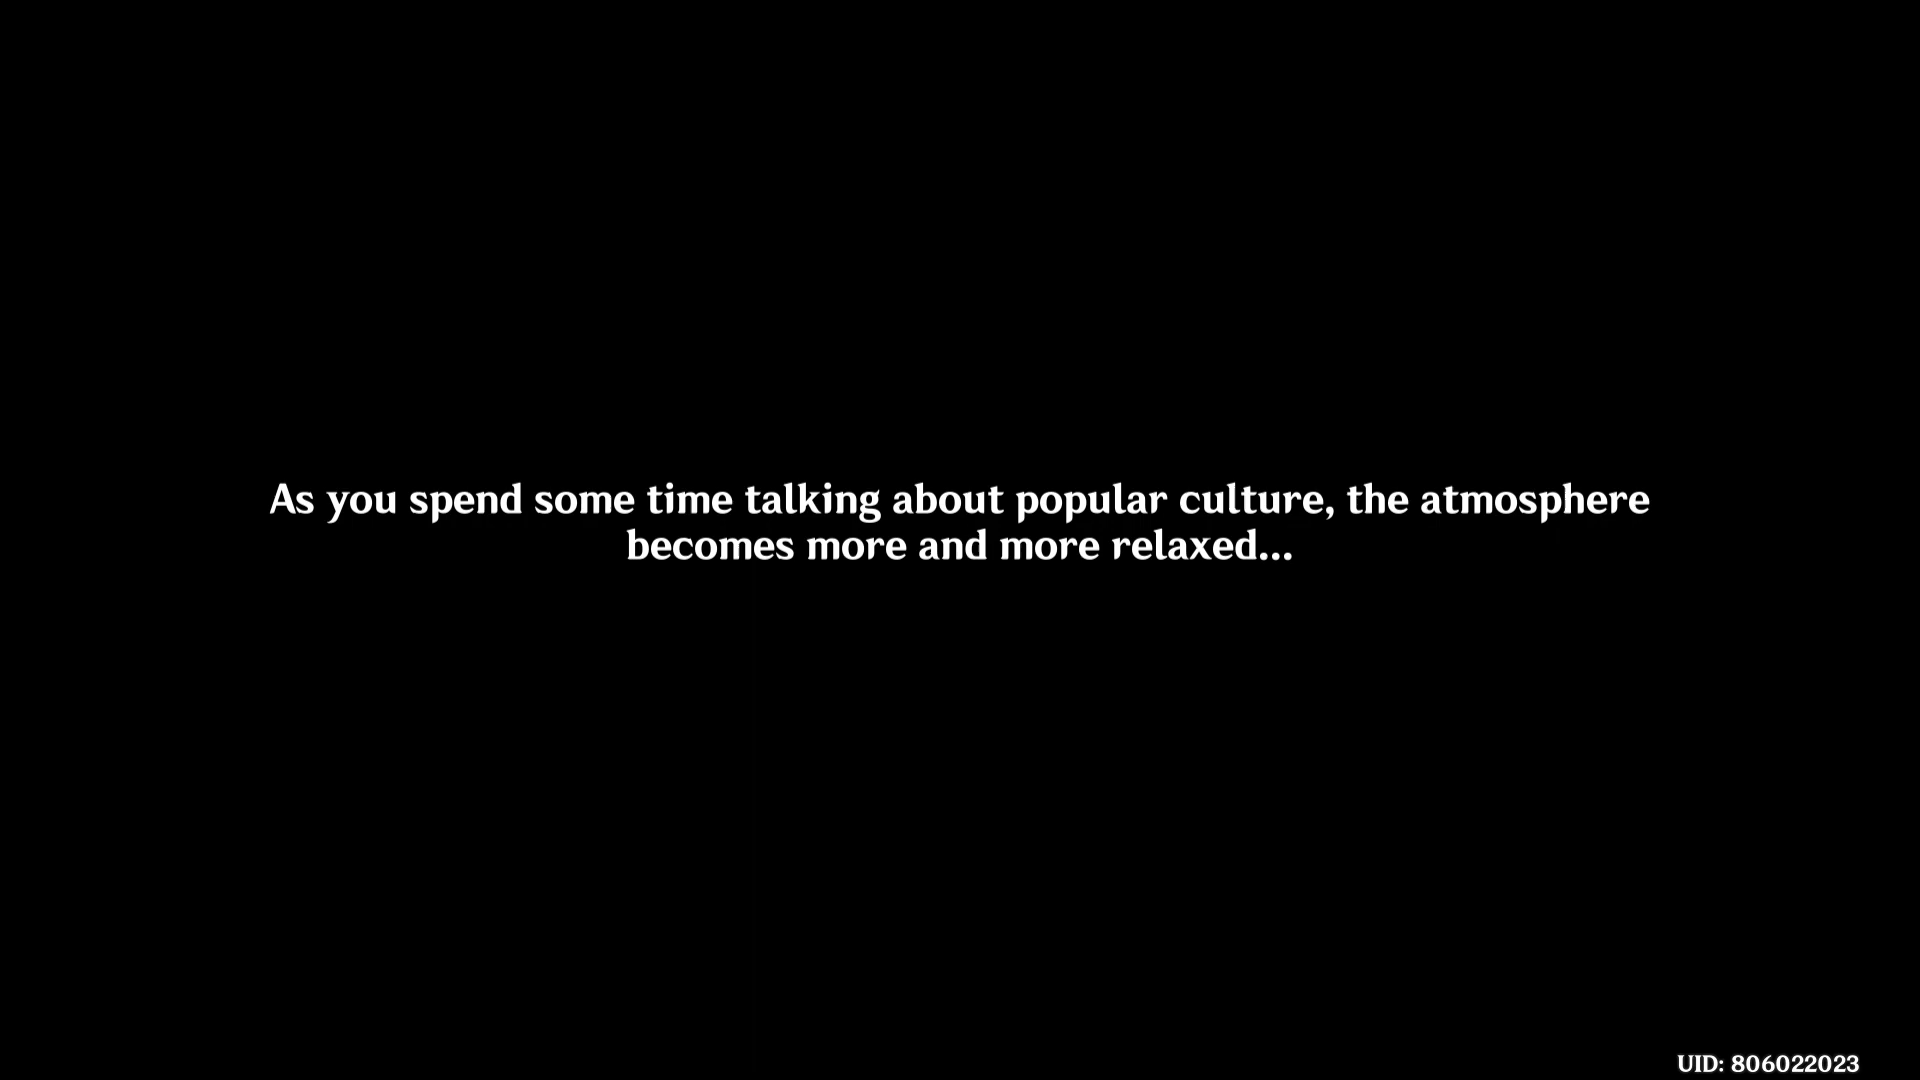 As you spend some time talking about popular culture, the atmosphere
becomes more and more relaxed...
UID: 806022023